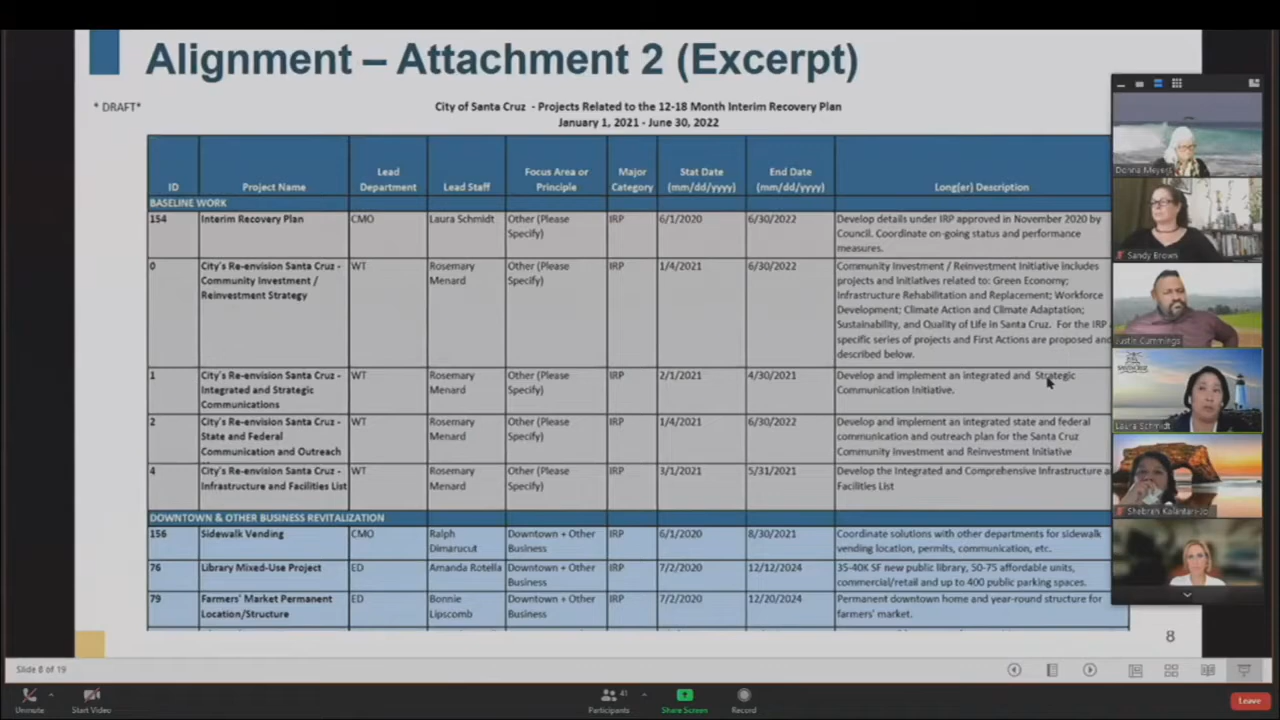 Alignment – Attachment 2 (Excerpt)
* DRAFT*
City of Santa Cruz - Projects Related to the 12-18 Month Interim Recovery Plan
January 1, 2021 - June 30, 2022
ID
Project Name
Lead
Department
Lead Staff
Focus Area or
Principle
Major
Category
Stat Date
(mm/dd/yyyy)
End Date
(mm/dd/yyyy)
Long(er) Description
BASELINE WORK
154
Interim Recovery Plan
CMO
Laura Schmidt
Other (Please
Specify)
IRP
6/1/2020
6/30/2022
Develop details under IRP approved in November 2020 by
Council. Coordinate on-going status and performance
measures.
0
City's Re-envision Santa Cruz -
Community Investment /
Reinvestment Strategy
WT
Rosemary
Menard
Other (Please
Specify)
IRP
1/4/2021
6/30/2022
Community Investment / Reinvestment Initiative includes
projects and initiatives related to: Green Economy;
Infrastructure Rehabilitation and Replacement; Workforce
Development; Climate Action and Climate Adaptation;
Sustainability, and Quality of Life in Santa Cruz. For the IRP
specific series of projects and First Actions are proposed and
described below.
1
City's Re-envision Santa Cruz -
Integrated and Strategic
Communications
WT
Rosemary
Menard
Other (Please
Specify)
IRP
2/1/2021
4/30/2021
Develop and implement an integrated and Strategic
Communication Initiative.
2
City's Re-envision Santa Cruz -
State and Federal
Communication and Outreach
WT
Rosemary
Menard
Other (Please
Specify)
IRP
1/4/2021
6/30/2022
Develop and implement an integrated state and federal
communication and outreach plan for the Santa Cruz
Community Investment and Reinvestment Initiative
4
City's Re-envision Santa Cruz -
Infrastructure and Facilities List
WT
Rosemary
Menard
Other (Please
Specify)
IRP
3/1/2021
5/31/2021
Develop the Integrated and Comprehensive Infrastructure a
Facilities List
DOWNTOWN & OTHER BUSINESS REVITALIZATION
156
Sidewalk Vending
CMO
Ralph
Dimarucut
Downtown + Other
Business
IRP
6/1/2020
8/30/2021
Coordinate solutions with other departments for sidewalk
vending location, permits, communication, etc.
76
Library Mixed-Use Project
ED
Amanda Rotella
Downtown + Other
Business
IRP
7/2/2020
12/12/2024
35-40K SF new public library, 50-75 affordable units,
commercial/retail and up to 400 public parking spaces.
79
Farmers' Market Permanent
Location/Structure
ED
Bonnie
Lipscomb
Downtown + Other
Business
IRP
7/2/2020
12/20/2024
Permanent downtown home and year-round structure for
farmers' market.
8
Donna Meyers
Sandy Brown
Justin Cummings
Laura Schmidt
Shebreh Kalantari-Jo
Slide 8 of 19
Unmute
Start Video
Participants
41
Share Screen
Record
Leave